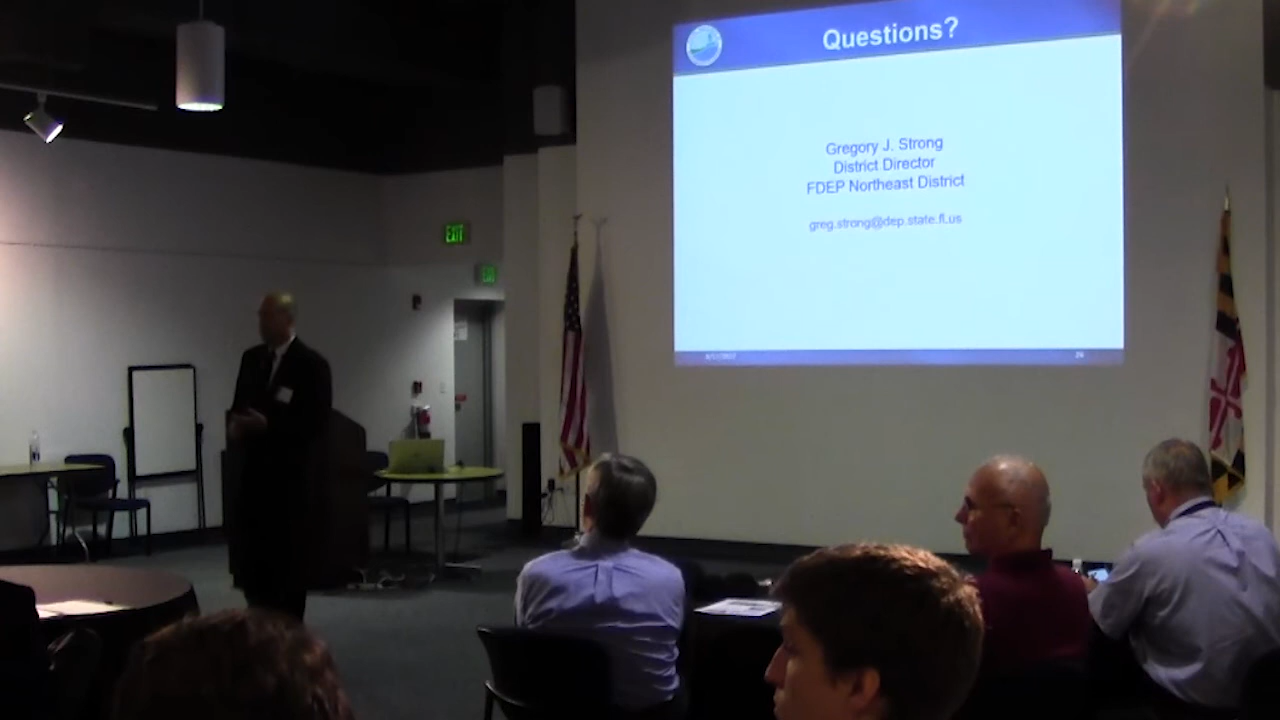 Questions?
Gregory J. Strong
District Director
FDEP Northeast District
greg.strong@dep.state.fl.us
EXIT